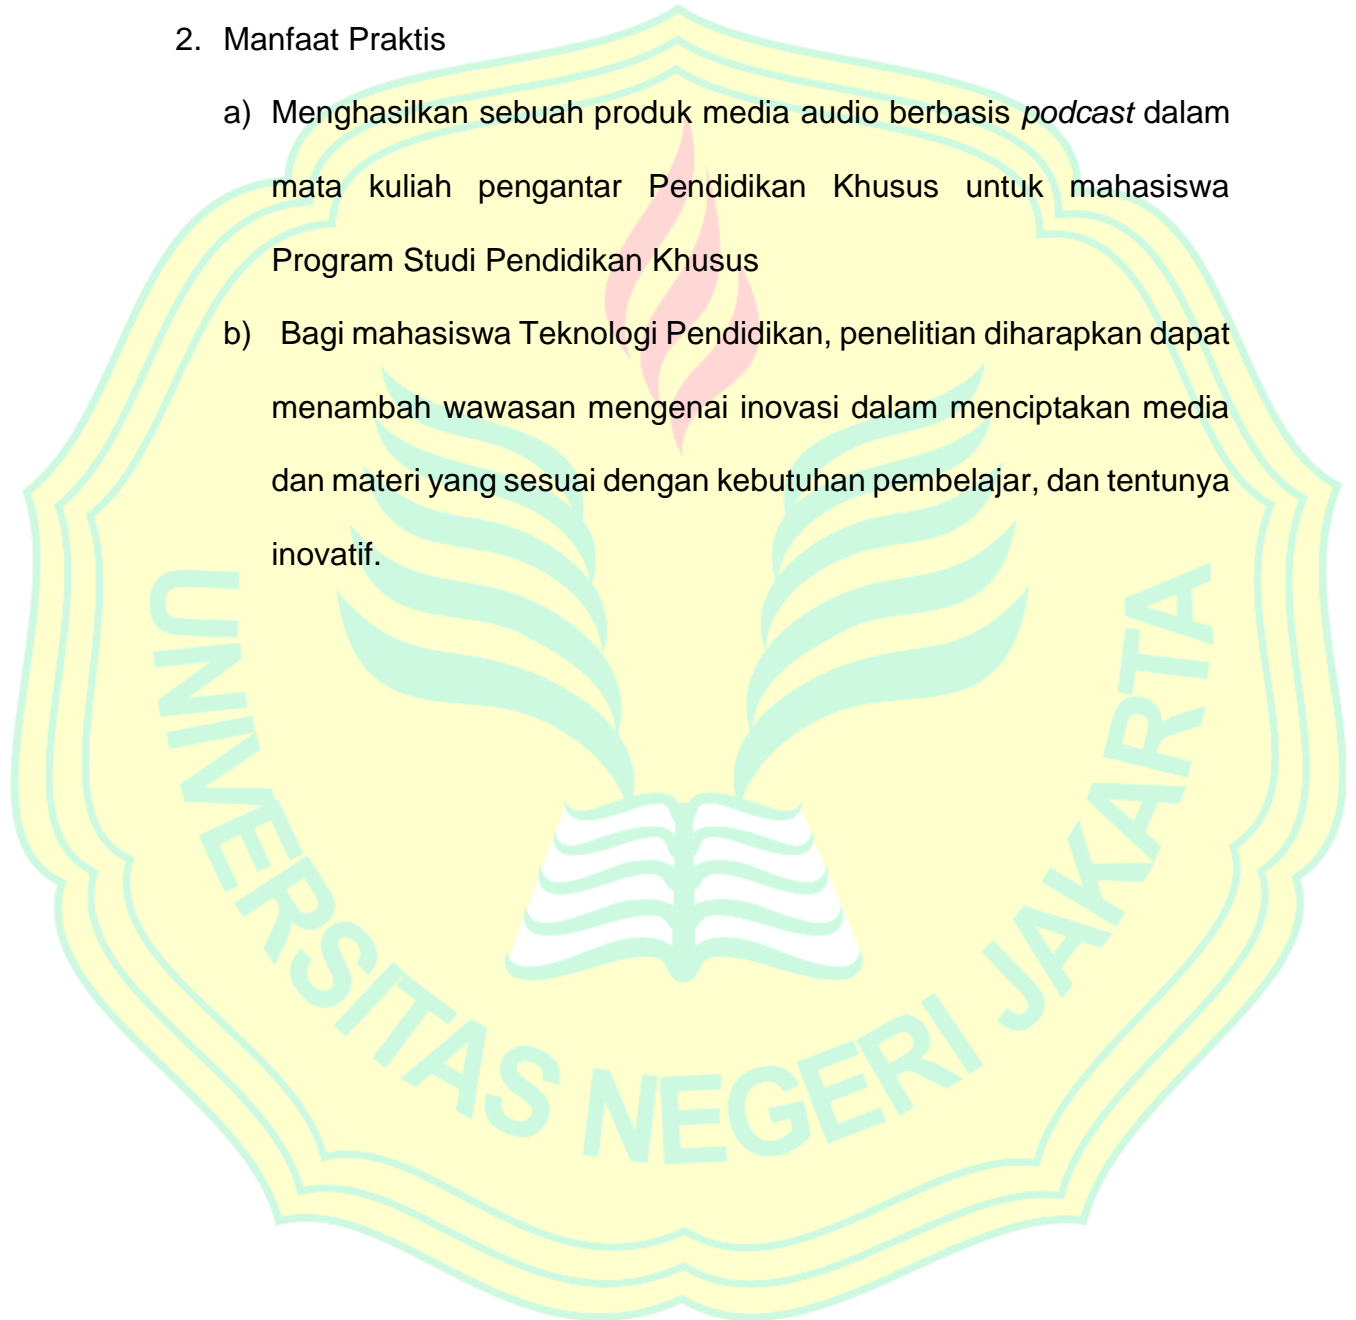 2. Manfaat Praktis
a) Menghasilkan sebuah produk media audio berbasis podcast dalam
mata kuliah pengantar Pendidikan Khusus untuk mahasiswa
Program Studi Pendidikan Khusus
b) Bagi mahasiswa Teknologi Pendidikan, penelitian diharapkan dapat
menambah wawasan mengenai inovasi dalam menciptakan media
dan materi yang sesuai dengan kebutuhan pembelajar, dan tentunya
inovatif.
UNIVERSITAS NEGERI JAKARTA